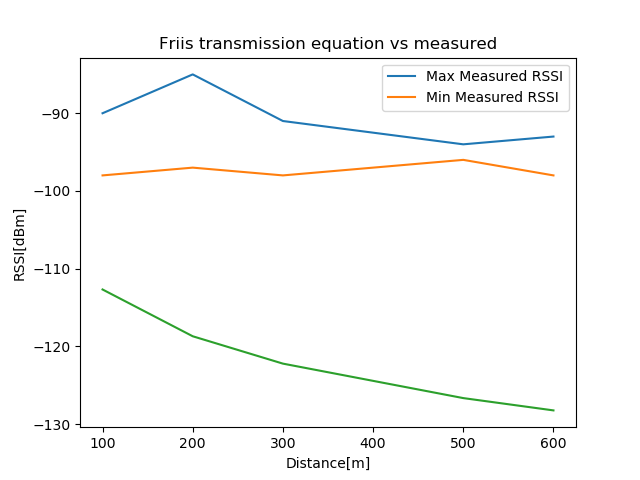 Friis transmission equation vs measured
Max Measured RSSI
Min Measured RSSI
RSSI[dBm]
−90
−100
−110
−120
−130
100 200 300 400 500 600
Distance[m]